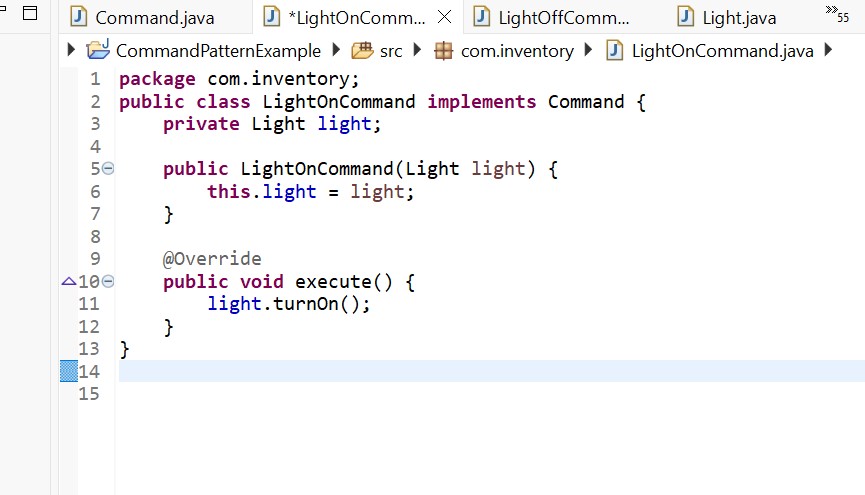 Command.java *LightOnComm... LightOffComm... Light.java 55
CommandPatternExample src com.inventory LightOnCommand.java
1 package com.inventory;
2 public class LightOnCommand implements Command {
3     private Light light;
4
5     public LightOnCommand(Light light) {
6         this.light = light;
7     }
8
9     @Override
10     public void execute() {
11         light.turnOn();
12     }
13 }
14
15